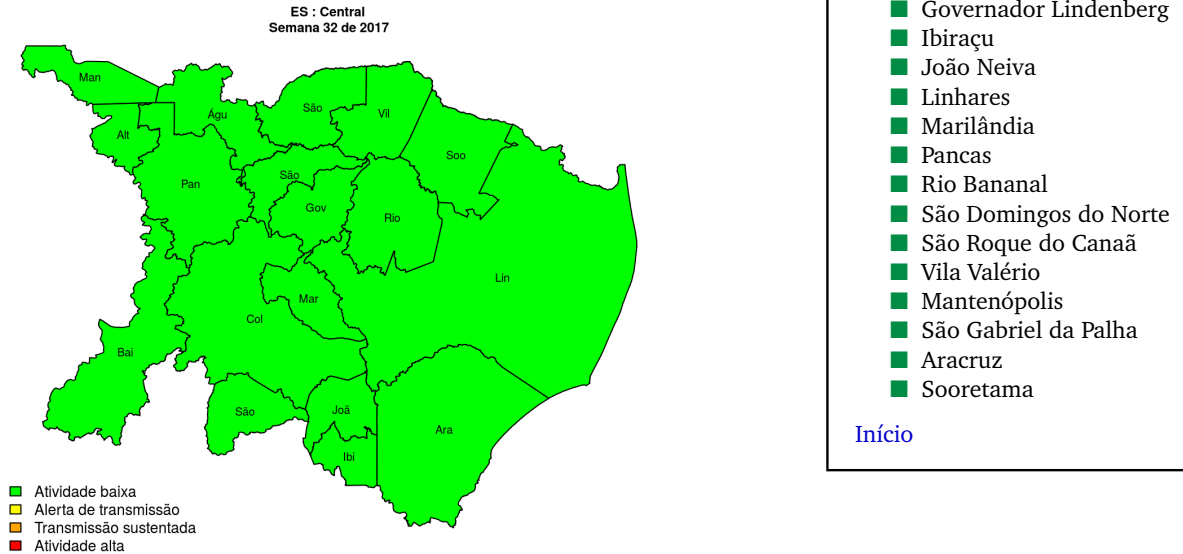 ES : Central
Semana 32 de 2017
Man
Águ
São
Vil
Alt
Soo
São
Pan
Gov
Rio
Lin
Mar
Col
Bai
São
Joã
Ara
Ibi
Atividade baixa
Alerta de transmissão
Transmissão sustentada
Atividade alta
Governador Lindenberg
Ibiraçu
João Neiva
Linhares
Marilândia
Pancas
Rio Bananal
São Domingos do Norte
São Roque do Canaã
Vila Valério
Mantenópolis
São Gabriel da Palha
Aracruz
Sooretama
Início